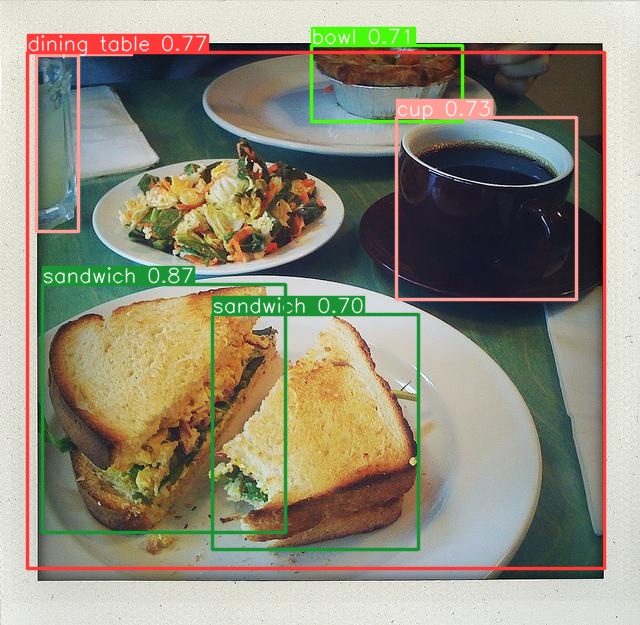 dining table 0.77
bowl 0.71
cup 0.73
sandwich 0.87
sandwich 0.70